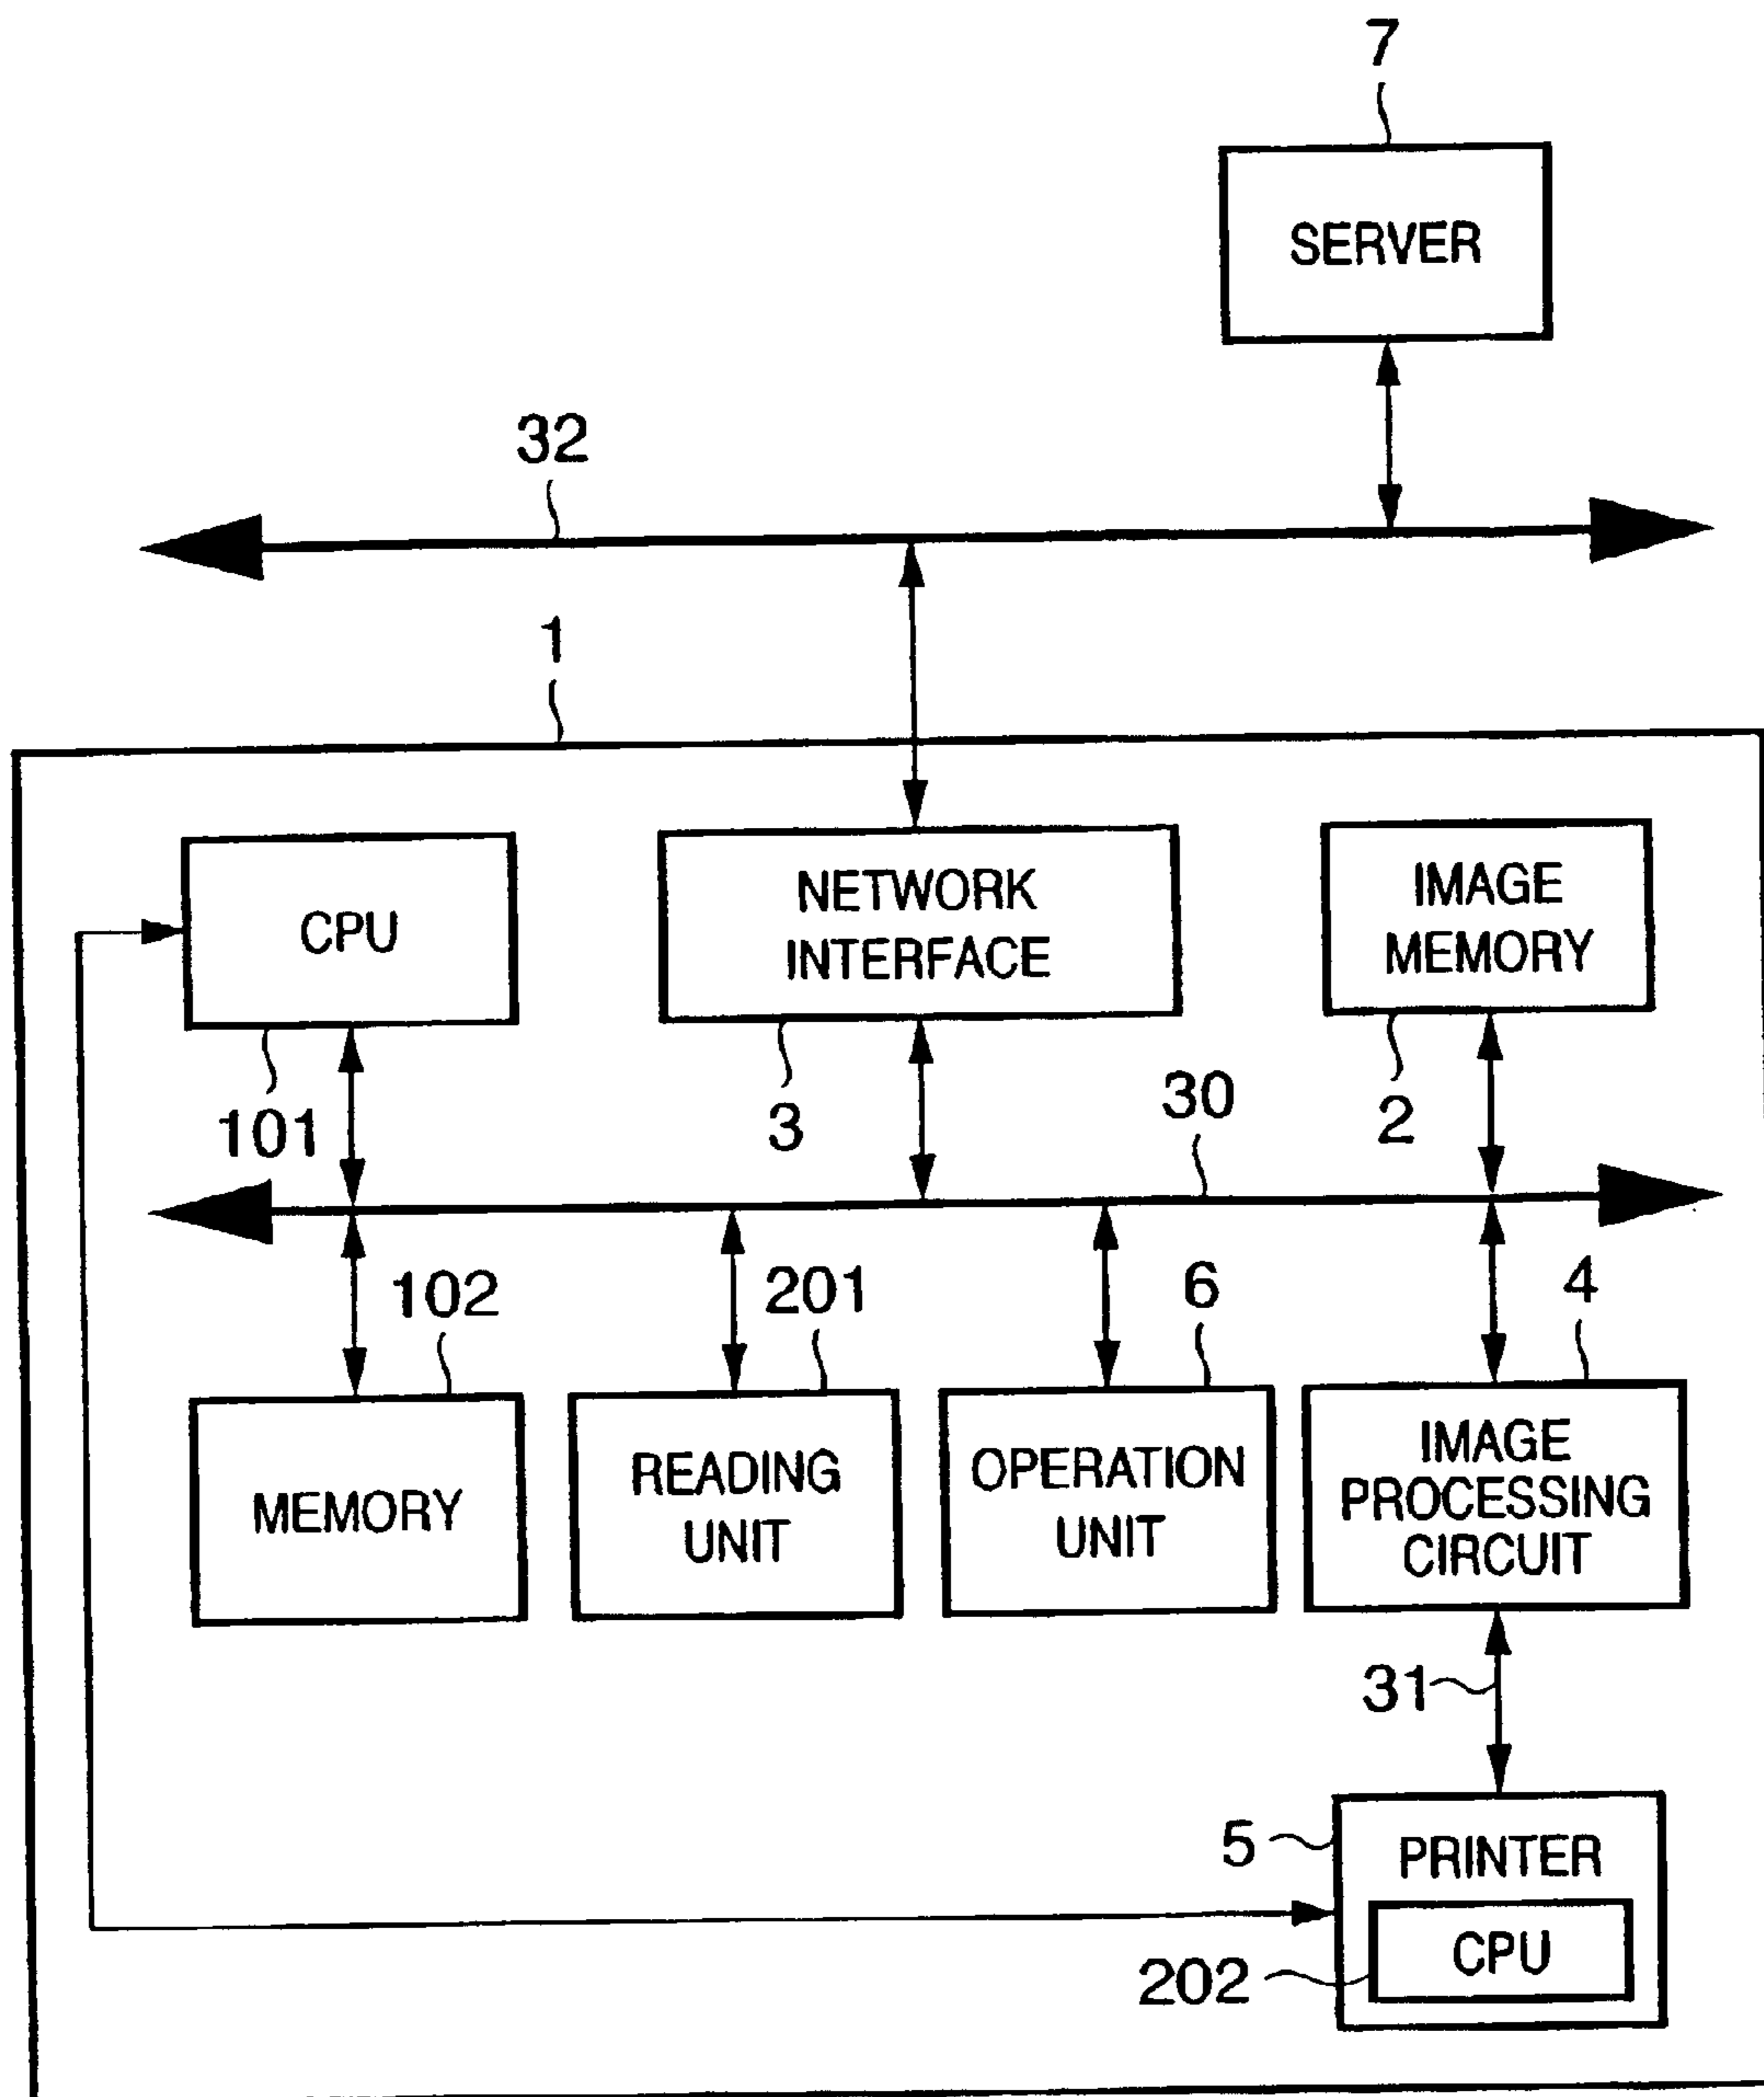 7
SERVER
32
1
CPU
NETWORK
INTERFACE
IMAGE
MEMORY
101
3
30
2
102
201
6
4
MEMORY
READING
UNIT
OPERATION
UNIT
IMAGE
PROCESSING
CIRCUIT
31
5
PRINTER
CPU
202